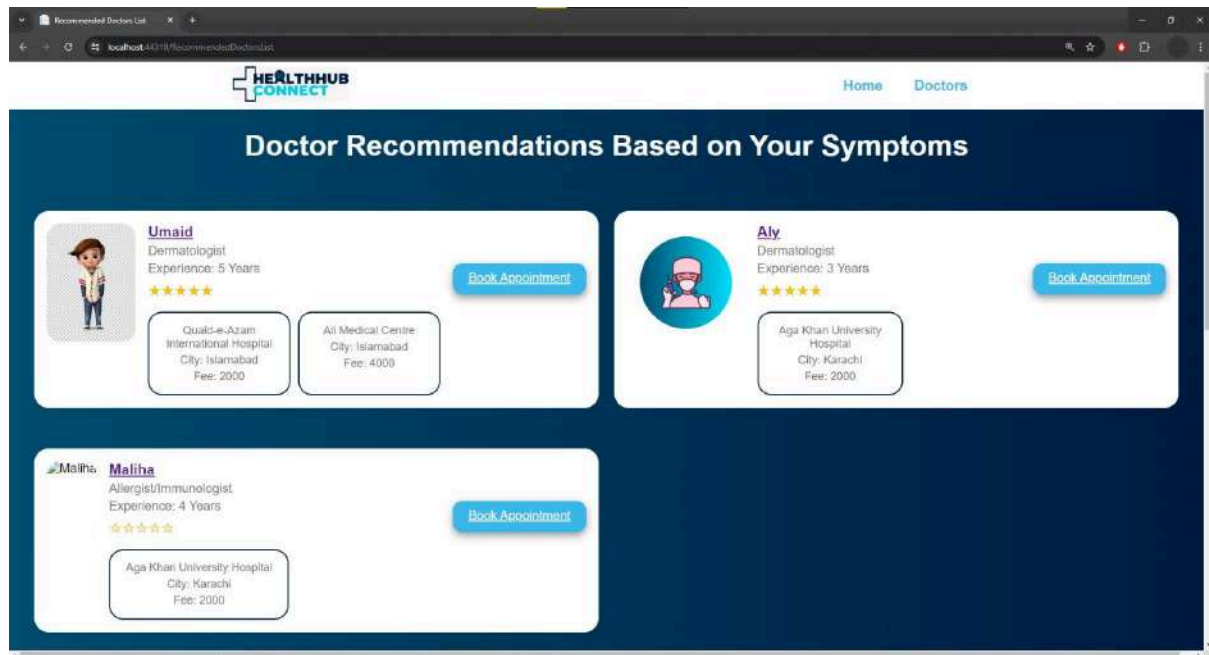 Recommended Doctors List
localhost:44319/RecommendedDoctorsList
HEALTHHUB
CONNECT
Home
Doctors
Doctor Recommendations Based on Your Symptoms
Umaid
Dermatologist
Experience: 5 Years
★★★★★
Book Appointment
Quaid-e-Azam
International Hospital
City: Islamabad
Fee: 2000
Ali Medical Centre
City: Islamabad
Fee: 4000
Aly
Dermatologist
Experience: 3 Years
★★★★★
Book Appointment
Aga Khan University
Hospital
City: Karachi
Fee: 2000
Maliha
Maliha
Allergist/Immunologist
Experience: 4 Years
☆☆☆☆☆
Book Appointment
Aga Khan University Hospital
City: Karachi
Fee: 2000